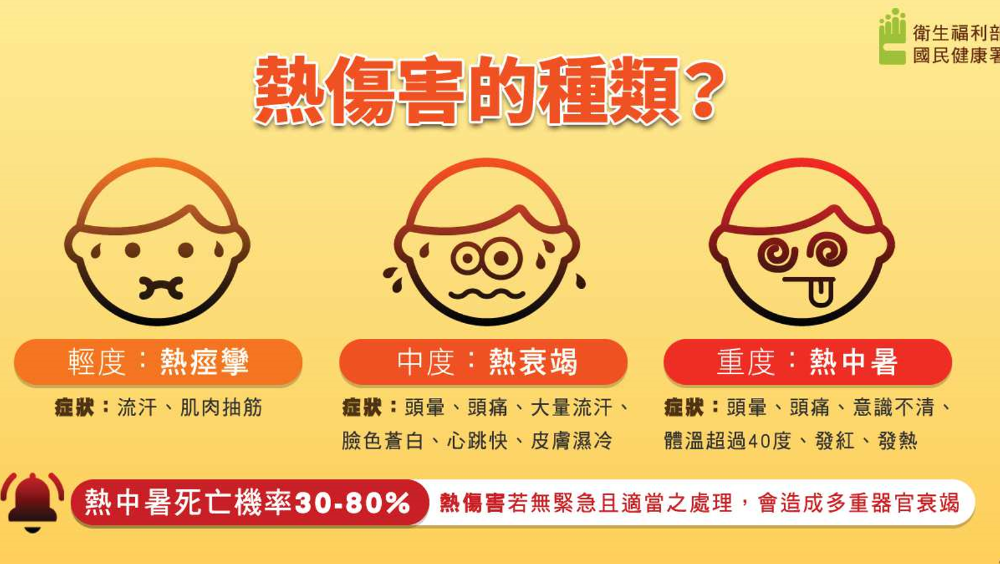 衛生福利部
國民健康署
熱傷害的種類?
輕度：熱痙攣
症狀：流汗、肌肉抽筋
中度：熱衰竭
症狀：頭暈、頭痛、大量流汗、
臉色蒼白、心跳快、皮膚濕冷
重度：熱中暑
症狀：頭暈、頭痛、意識不清、
體溫超過40度、發紅、發熱
熱中暑死亡機率30-80%
熱傷害若無緊急且適當之處理，會造成多重器官衰竭